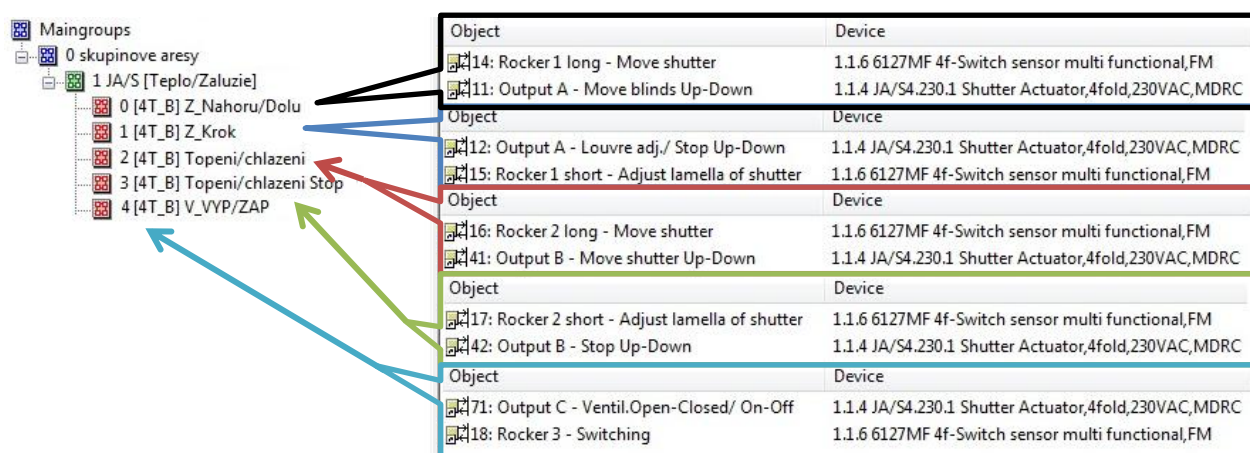 Maingroups
0 skupinove aresy
1 JA/S [Teplo/Zaluzie]
0 [4T_B] Z_Nahoru/Dolu
1 [4T_B] Z_Krok
2 [4T_B] Topeni/chlazeni
3 [4T_B] Topeni/chlazeni Stop
4 [4T_B] V_VYP/ZAP
Object Device
14: Rocker 1 long - Move shutter 1.1.6 6127MF 4f-Switch sensor multi functional,FM
11: Output A - Move blinds Up-Down 1.1.4 JA/S4.230.1 Shutter Actuator,4fold,230VAC,MDRC
Object Device
12: Output A - Louvre adj./ Stop Up-Down 1.1.4 JA/S4.230.1 Shutter Actuator,4fold,230VAC,MDRC
15: Rocker 1 short - Adjust lamella of shutter 1.1.6 6127MF 4f-Switch sensor multi functional,FM
Object Device
16: Rocker 2 long - Move shutter 1.1.6 6127MF 4f-Switch sensor multi functional,FM
41: Output B - Move shutter Up-Down 1.1.4 JA/S4.230.1 Shutter Actuator,4fold,230VAC,MDRC
Object Device
17: Rocker 2 short - Adjust lamella of shutter 1.1.6 6127MF 4f-Switch sensor multi functional,FM
42: Output B - Stop Up-Down 1.1.4 JA/S4.230.1 Shutter Actuator,4fold,230VAC,MDRC
Object Device
71: Output C - Ventil.Open-Closed/ On-Off 1.1.4 JA/S4.230.1 Shutter Actuator,4fold,230VAC,MDRC
18: Rocker 3 - Switching 1.1.6 6127MF 4f-Switch sensor multi functional,FM